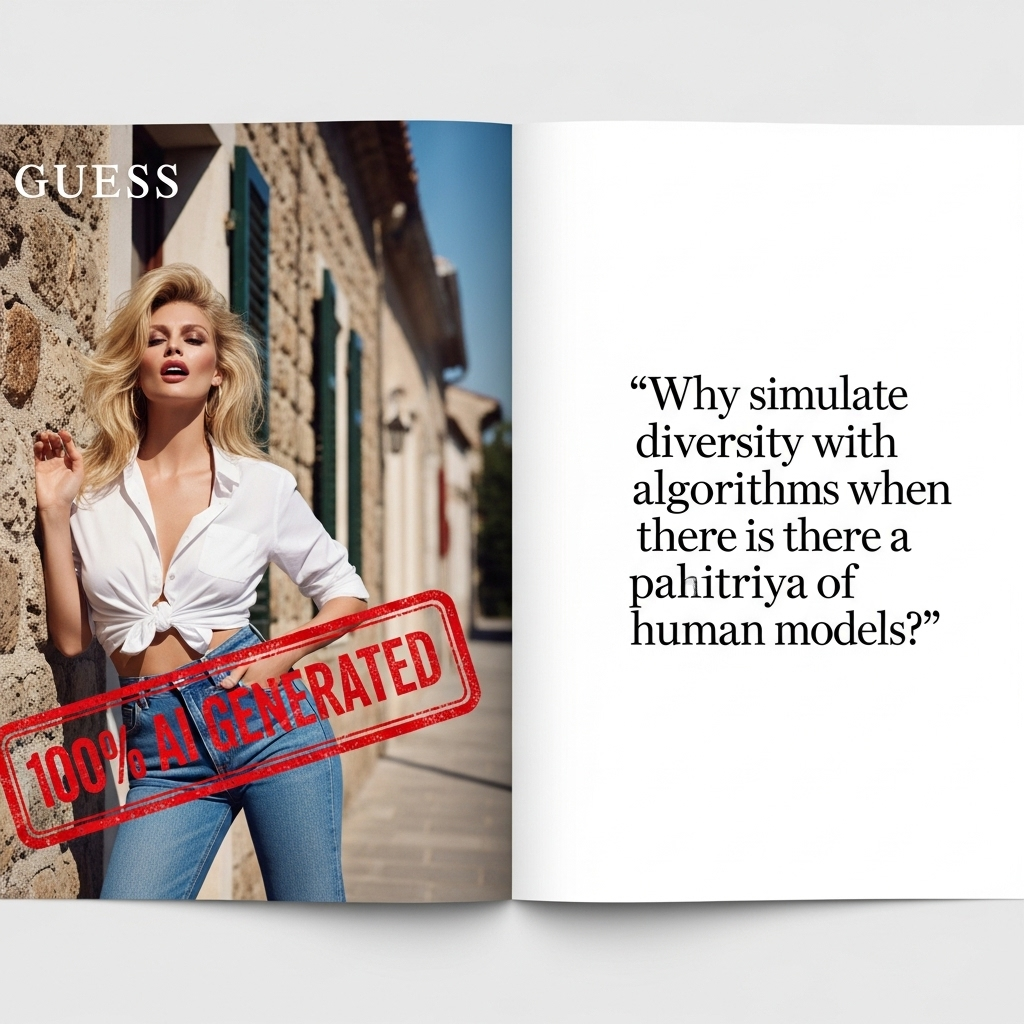 GUESS
100% AI GENERATED
“Why simulate
diversity with
algorithms when
there is there a
pahitriya of
human models?”